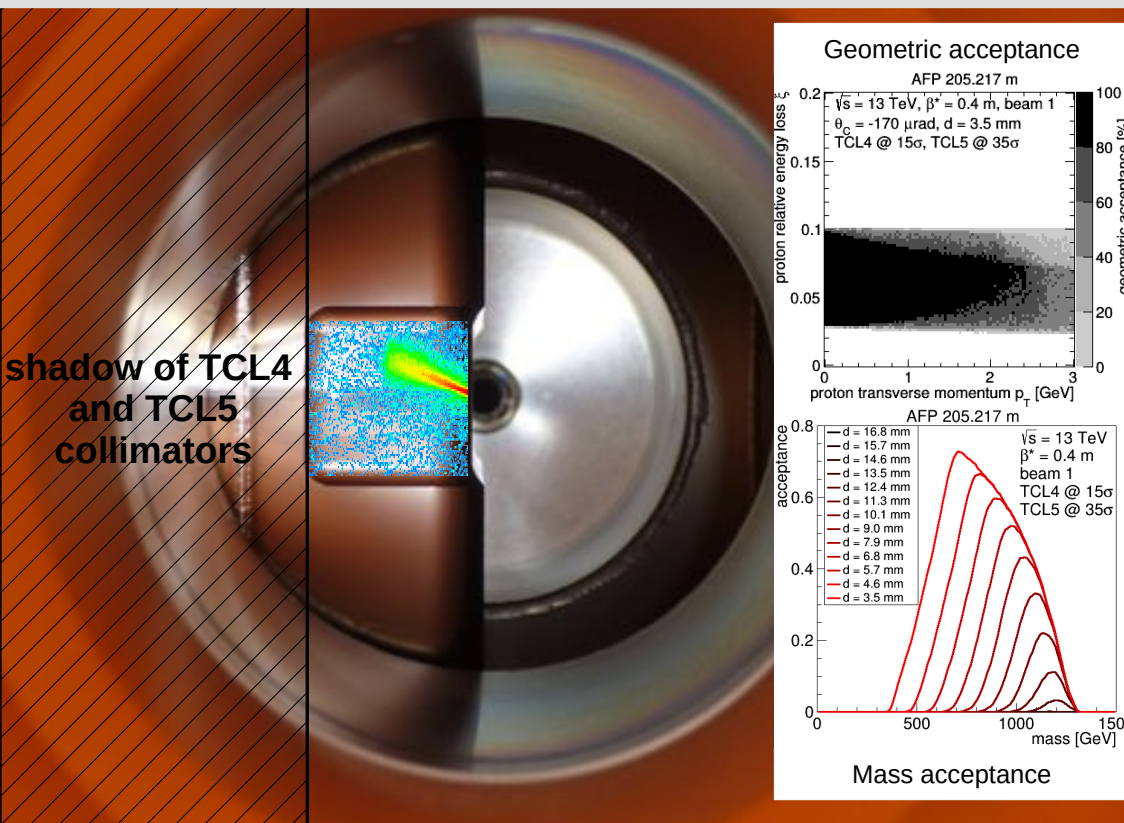 shadow of TCL4
and TCL5
collimators
Geometric acceptance
AFP 205.217 m
√s = 13 TeV, β* = 0.4 m, beam 1
θ_C = -170 μrad, d = 3.5 mm
TCL4 @ 15σ, TCL5 @ 35σ
proton relative energy loss ξ
0.2
0.15
0.1
0.05
0
0 1 2 3
proton transverse momentum p_T [GeV]
100
80
60
40
20
0
geometric acceptance [%]
AFP 205.217 m
acceptance
0.8
0.6
0.4
0.2
0
d = 16.8 mm
d = 15.7 mm
d = 14.6 mm
d = 13.5 mm
d = 12.4 mm
d = 11.3 mm
d = 10.1 mm
d = 9.0 mm
d = 7.9 mm
d = 6.8 mm
d = 5.7 mm
d = 4.6 mm
d = 3.5 mm
√s = 13 TeV
β* = 0.4 m
beam 1
TCL4 @ 15σ
TCL5 @ 35σ
0 500 1000 150
mass [GeV]
Mass acceptance